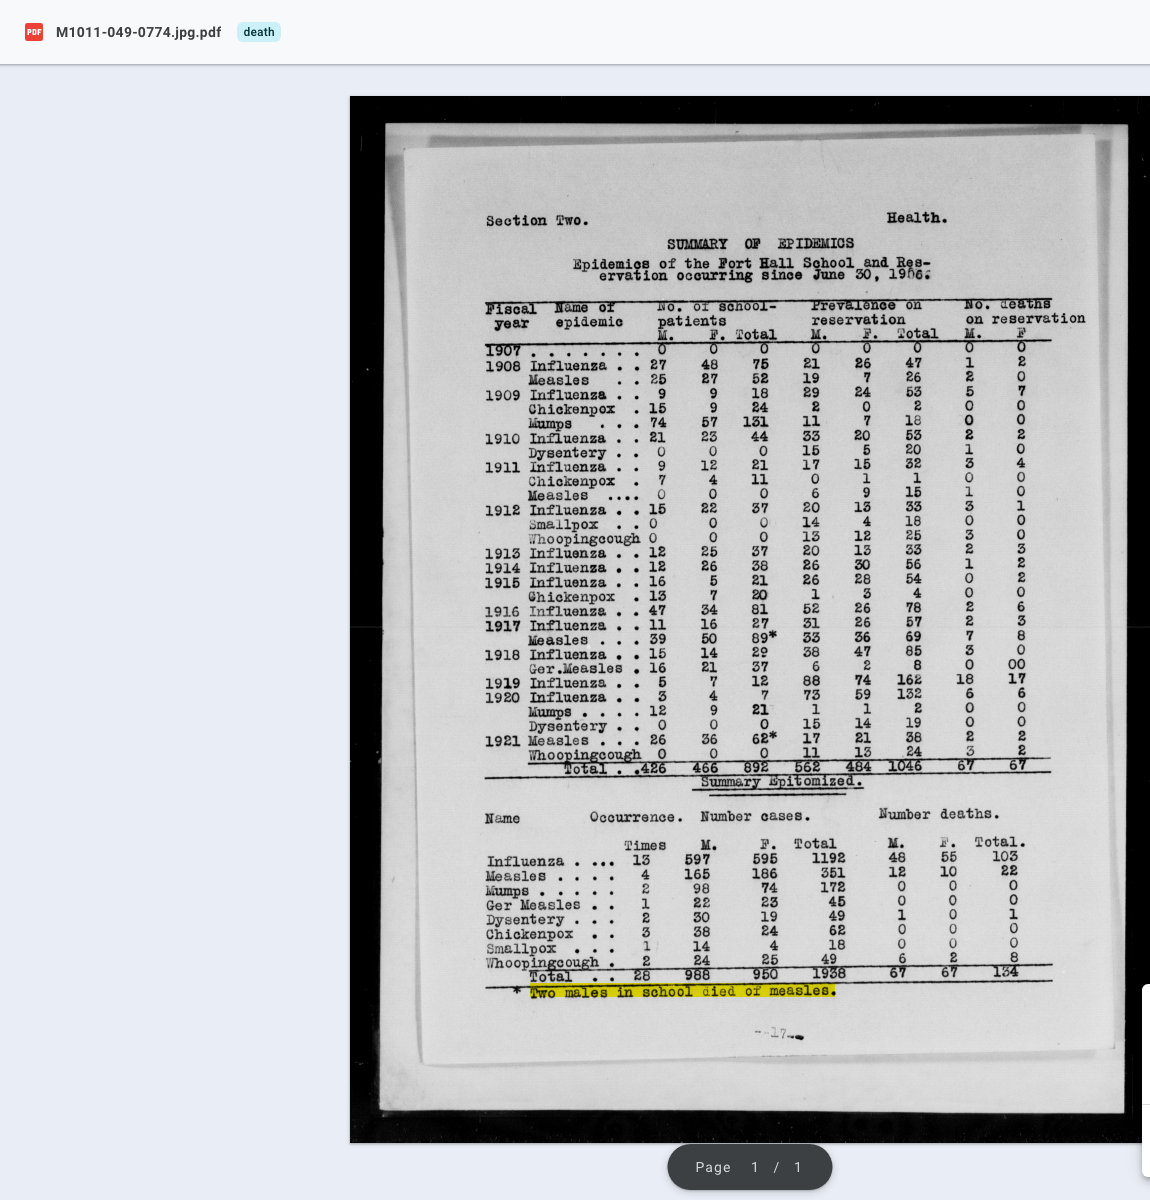 M1011-049-0774.jpg.pdf death
Section Two. Health.
SUMMARY OF EPIDEMICS
Epidemics of the Fort Hall School and Res-
ervation occurring since June 30, 1906.
Fiscal Name of No. of school- Prevalence on No. deaths
year epidemic patients reservation on reservation
M. F. Total M. F. Total M. F
1907 . . . . . . . 0 0 0 0 0 0 0 0
1908 Influenza . . 27 48 75 21 26 47 1 2
Measles . . 25 27 52 19 7 26 2 0
1909 Influenza . . 9 9 18 29 24 53 5 7
Chickenpox . 15 9 24 2 0 2 0 0
Mumps . . . 74 57 131 11 7 18 0 0
1910 Influenza . . 21 23 44 33 20 53 2 2
Dysentery . . 0 0 0 15 5 20 1 0
1911 Influenza . . 9 12 21 17 15 32 3 4
Chickenpox . 7 4 11 0 1 1 0 0
Measles .... 0 0 0 6 9 15 1 0
1912 Influenza . . 15 22 37 20 13 33 3 1
Smallpox . . 0 0 0 14 4 18 0 0
Whoopingcough 0 0 0 13 12 25 3 0
1913 Influenza . . 12 25 37 20 13 33 2 3
1914 Influenza . . 12 26 38 26 30 56 1 2
1915 Influenza . . 16 5 21 26 28 54 0 2
Chickenpox . 13 7 20 1 3 4 0 0
1916 Influenza . . 47 34 81 52 26 78 2 6
1917 Influenza . . 11 16 27 31 26 57 2 3
Measles . . . 39 50 89* 33 36 69 7 8
1918 Influenza . . 15 14 29 38 47 85 3 0
Ger.Measles . 16 21 37 6 2 8 0 00
1919 Influenza . . 5 7 12 88 74 162 18 17
1920 Influenza . . 3 4 7 73 59 132 6 6
Mumps . . . . 12 9 21 1 1 2 0 0
Dysentery . . 0 0 0 15 14 19 0 0
1921 Measles . . . 26 36 62* 17 21 38 2 2
Whoopingcough 0 0 0 11 13 24 3 2
Total . .426 466 892 562 484 1046 67 67
Summary Epitomized.
Name Occurrence. Number cases. Number deaths.
Times M. F. Total M. F. Total.
Influenza . ... 13 597 595 1192 48 55 103
Measles . . . . 4 165 186 351 12 10 22
Mumps . . . . . 2 98 74 172 0 0 0
Ger Measles . . 1 22 23 45 0 0 0
Dysentery . . . 2 30 19 49 1 0 1
Chickenpox . . 3 38 24 62 0 0 0
Smallpox . . . 1 14 4 18 0 0 0
Whoopingcough . 2 24 25 49 6 2 8
Total . . 28 988 950 1938 67 67 134
* Two males in school died of measles.
--17--
Page 1 / 1